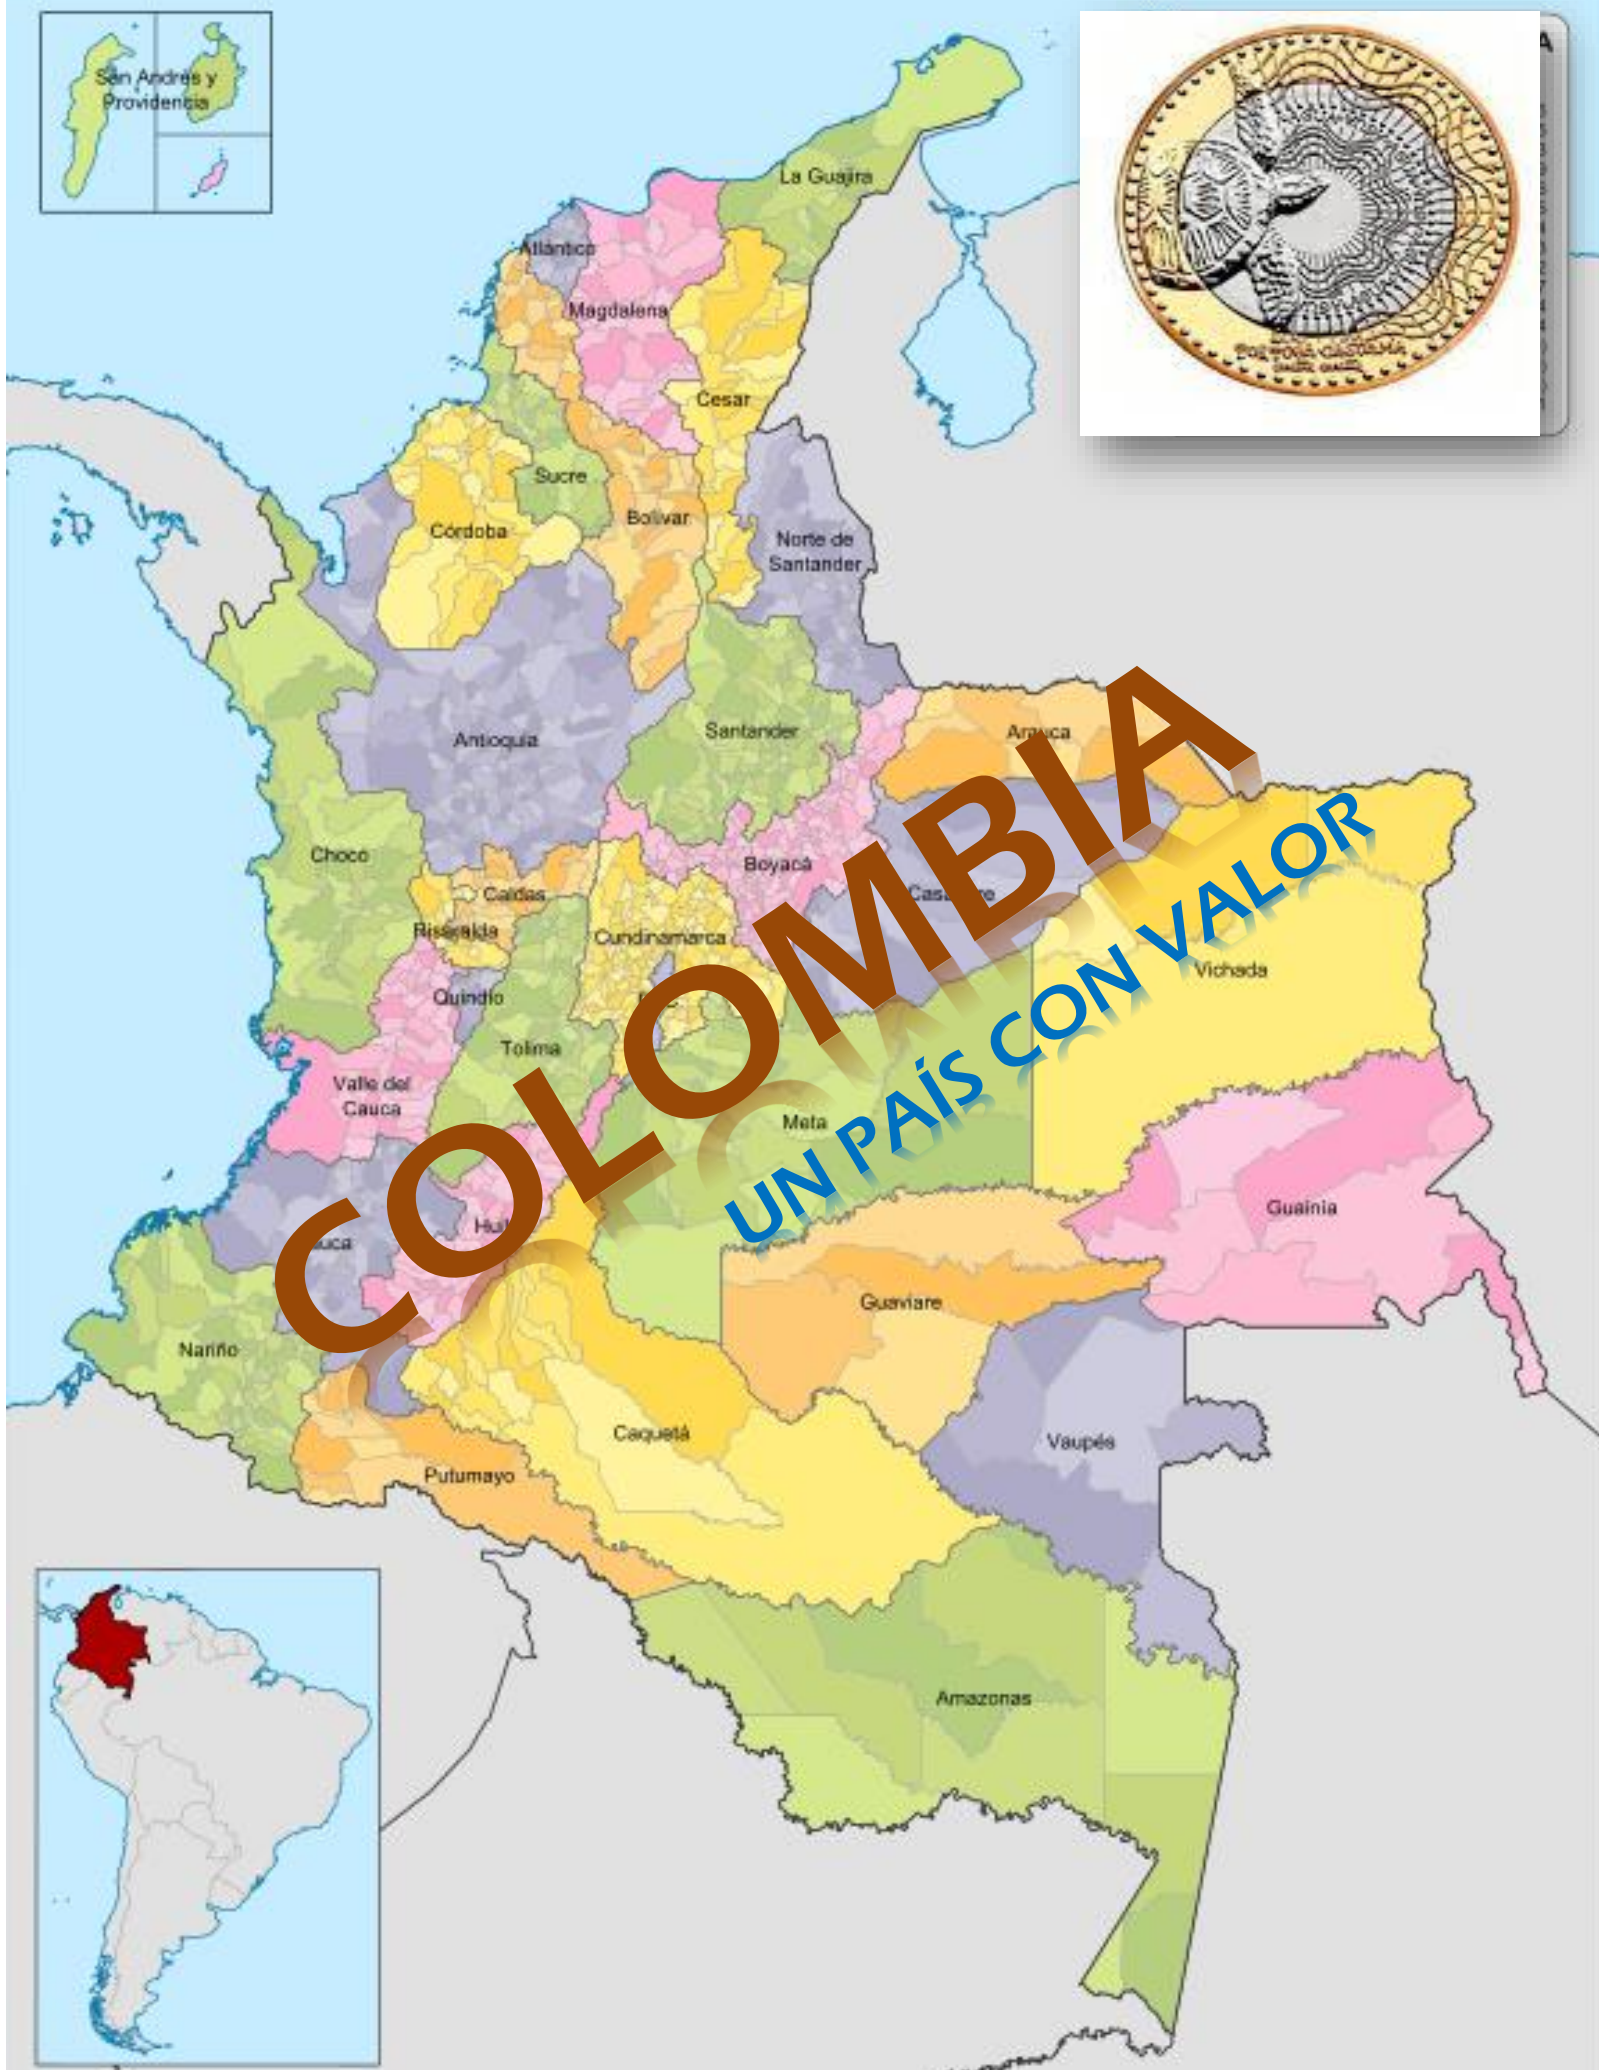 San Andrés y
Providencia
A
La Guajira
Atlántico
Magdalena
Cesar
Sucre
Córdoba
Bolívar
Norte de
Santander
Antioquia
Santander
Arauca
Chocó
Boyacá
Caldas
Risaralda
Cundinamarca
Quindío
Tolima
Vichada
Valle del
Cauca
Meta
COLOMBIA
UN PAÍS CON VALOR
Guainía
Guaviare
Nariño
Caquetá
Vaupés
Putumayo
Amazonas